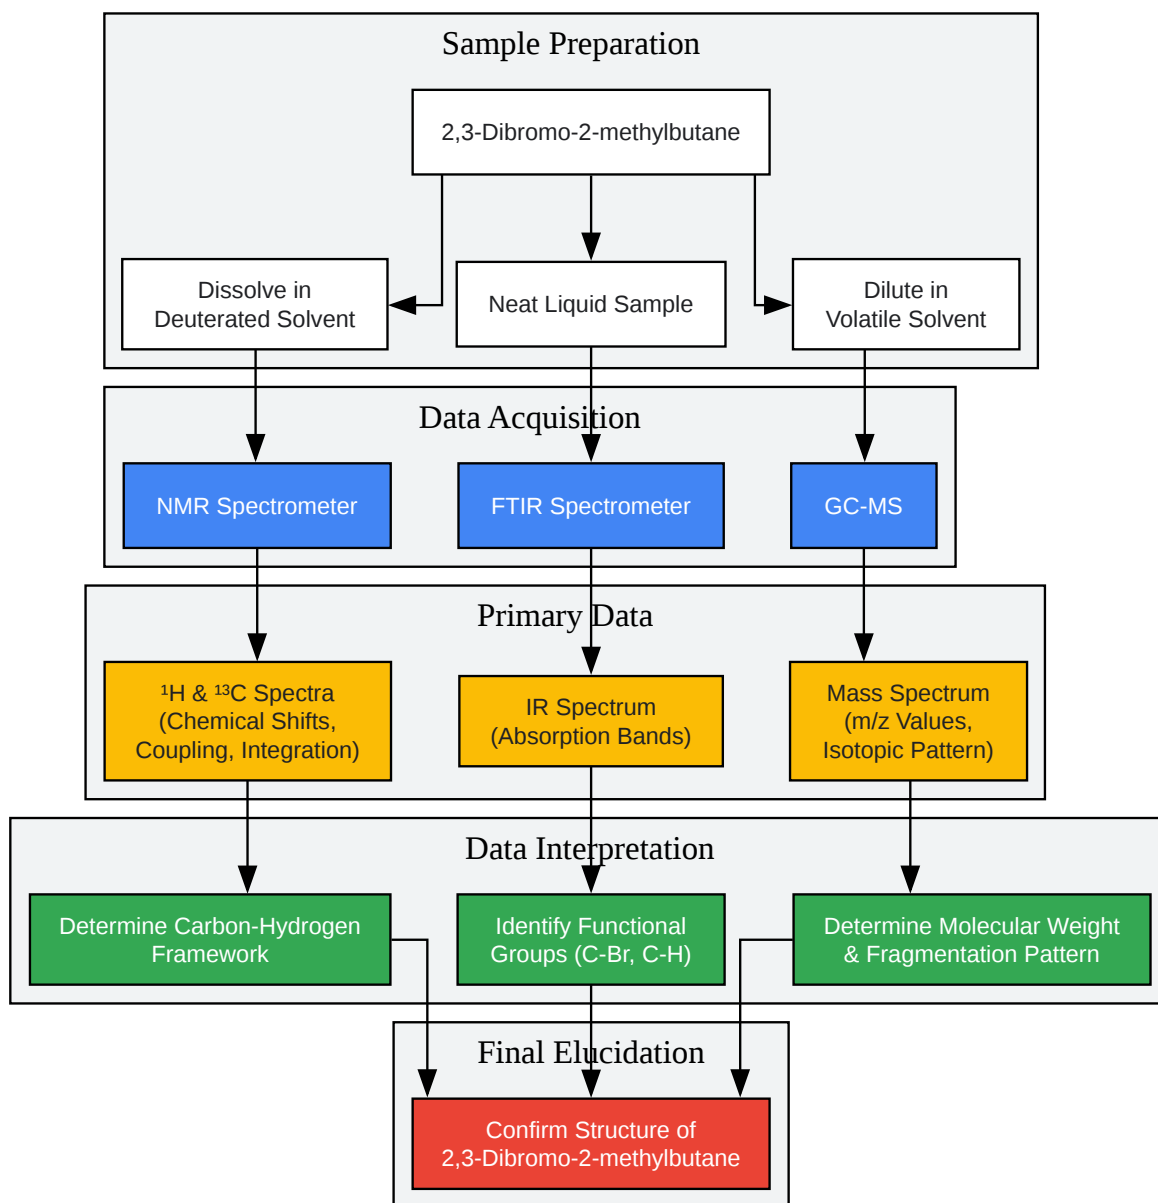 Sample Preparation
2,3-Dibromo-2-methylbutane
Dissolve in
Deuterated Solvent
Neat Liquid Sample
Dilute in
Volatile Solvent
Data Acquisition
NMR Spectrometer
FTIR Spectrometer
GC-MS
Primary Data
¹H & ¹³C Spectra
(Chemical Shifts,
Coupling, Integration)
IR Spectrum
(Absorption Bands)
Mass Spectrum
(m/z Values,
Isotopic Pattern)
Data Interpretation
Determine Carbon-Hydrogen
Framework
Identify Functional
Groups (C-Br, C-H)
Determine Molecular Weight
& Fragmentation Pattern
Final Elucidation
Confirm Structure of
2,3-Dibromo-2-methylbutane